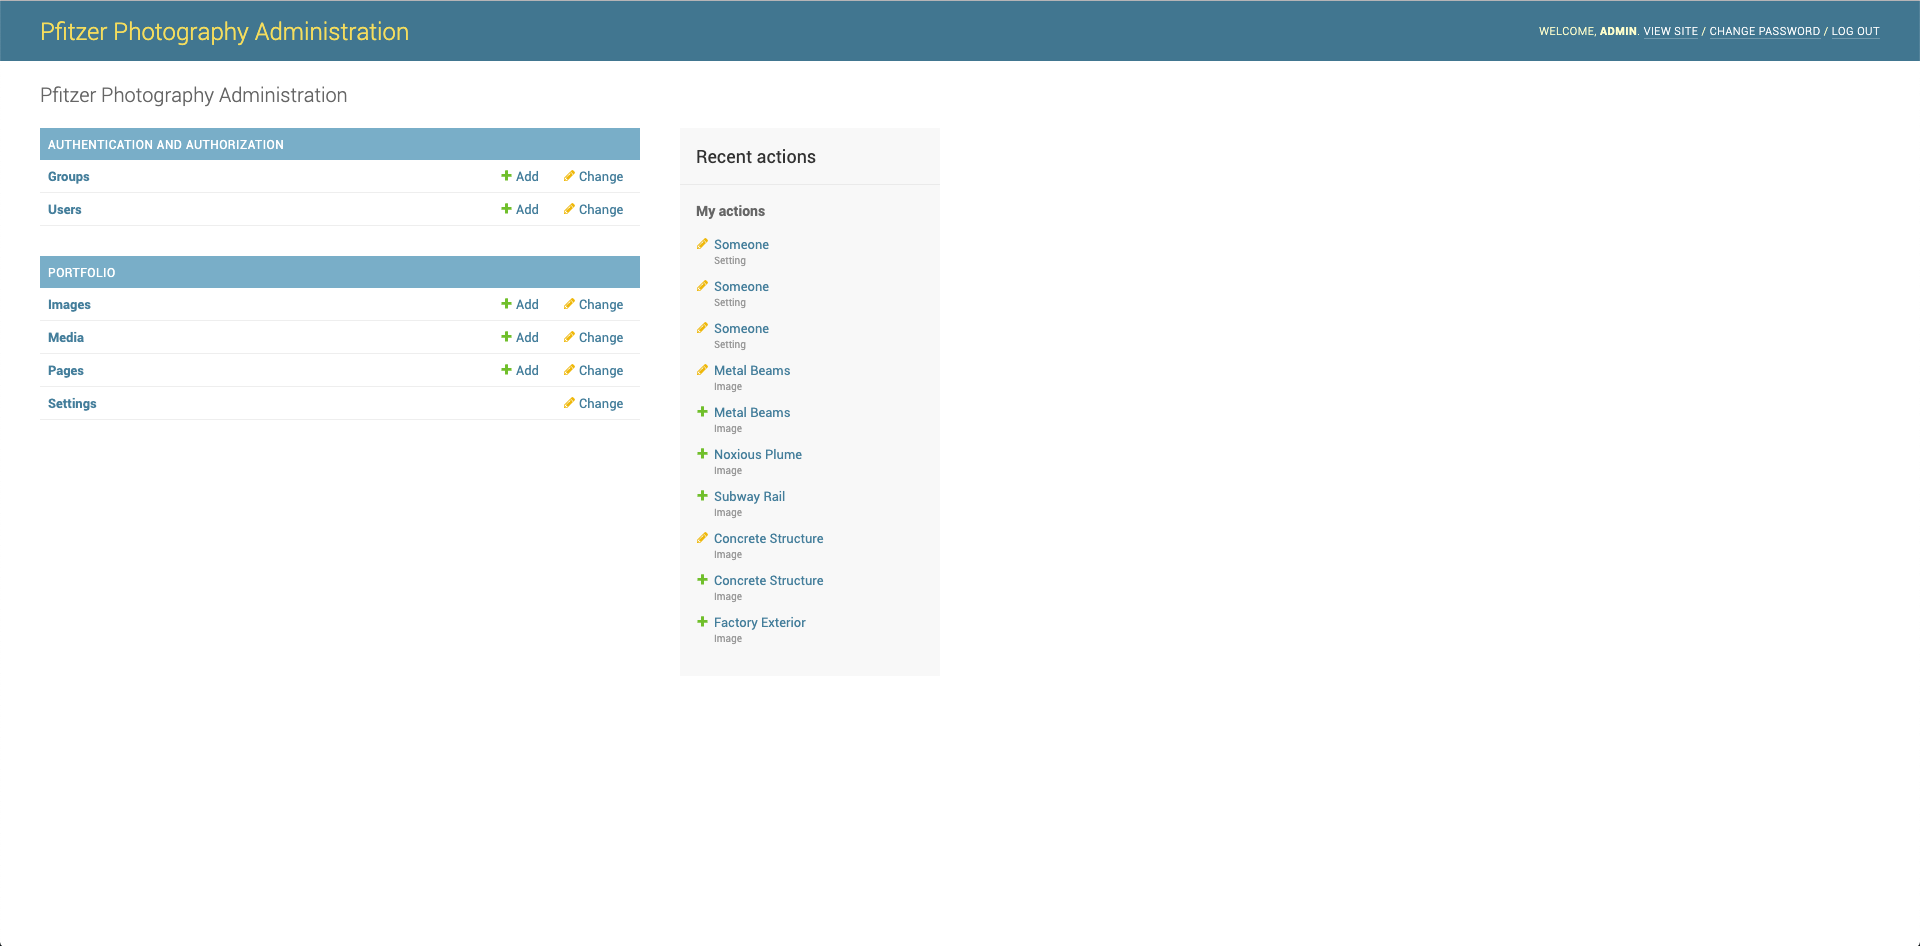 Pfitzer Photography Administration
WELCOME, ADMIN. VIEW SITE / CHANGE PASSWORD / LOG OUT
Pfitzer Photography Administration
AUTHENTICATION AND AUTHORIZATION
Groups Add Change
Users Add Change
PORTFOLIO
Images Add Change
Media Add Change
Pages Add Change
Settings Change
Recent actions
My actions
Someone
Setting
Someone
Setting
Someone
Setting
Metal Beams
Image
Metal Beams
Image
Noxious Plume
Image
Subway Rail
Image
Concrete Structure
Image
Concrete Structure
Image
Factory Exterior
Image